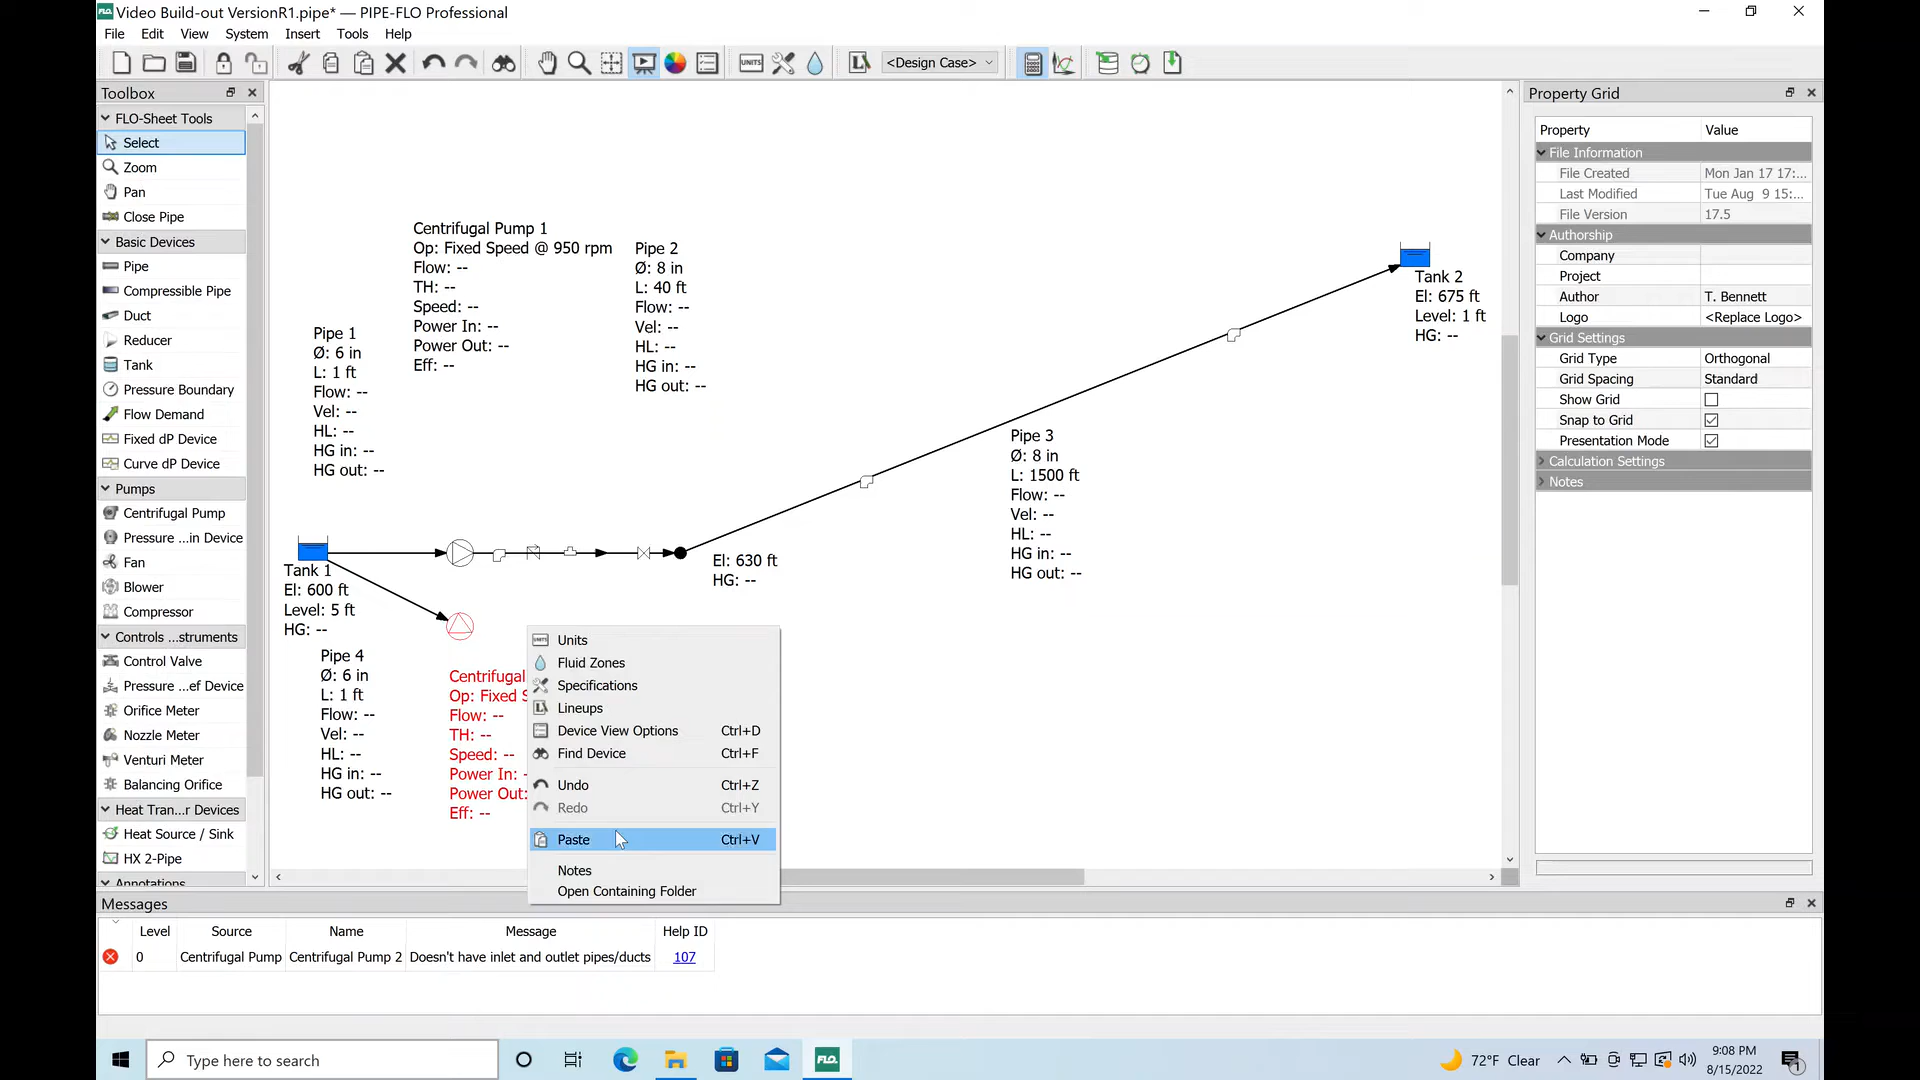 FLO Video Build-out VersionR1.pipe* — PIPE-FLO Professional
File Edit View System Insert Tools Help
UNITS <Design Case>
Toolbox
FLO-Sheet Tools
Select
Zoom
Pan
Close Pipe
Basic Devices
Pipe
Compressible Pipe
Duct
Reducer
Tank
Pressure Boundary
Flow Demand
Fixed dP Device
Curve dP Device
Pumps
Centrifugal Pump
Pressure ...in Device
Fan
Blower
Compressor
Controls ...struments
Control Valve
Pressure ...ef Device
Orifice Meter
Nozzle Meter
Venturi Meter
Balancing Orifice
Heat Tran...r Devices
Heat Source / Sink
HX 2-Pipe
Annotations
Centrifugal Pump 1
Op: Fixed Speed @ 950 rpm
Flow: --
TH: --
Speed: --
Power In: --
Power Out: --
Eff: --
Pipe 2
Ø: 8 in
L: 40 ft
Flow: --
Vel: --
HL: --
HG in: --
HG out: --
Pipe 1
Ø: 6 in
L: 1 ft
Flow: --
Vel: --
HL: --
HG in: --
HG out: --
Tank 2
El: 675 ft
Level: 1 ft
HG: --
Pipe 3
Ø: 8 in
L: 1500 ft
Flow: --
Vel: --
HL: --
HG in: --
HG out: --
El: 630 ft
HG: --
Tank 1
El: 600 ft
Level: 5 ft
HG: --
Pipe 4
Ø: 6 in
L: 1 ft
Flow: --
Vel: --
HL: --
HG in: --
HG out: --
Centrifugal
Op: Fixed S
Flow: --
TH: --
Speed: --
Power In: -
Power Out:
Eff: --
UNITS Units
Fluid Zones
Specifications
Lineups
Device View Options Ctrl+D
Find Device Ctrl+F
Undo Ctrl+Z
Redo Ctrl+Y
Paste Ctrl+V
Notes
Open Containing Folder
Property Grid
Property Value
File Information
File Created Mon Jan 17 17:...
Last Modified Tue Aug 9 15:...
File Version 17.5
Authorship
Company
Project
Author T. Bennett
Logo <Replace Logo>
Grid Settings
Grid Type Orthogonal
Grid Spacing Standard
Show Grid
Snap to Grid
Presentation Mode
Calculation Settings
Notes
Messages
Level Source Name Message Help ID
0 Centrifugal Pump Centrifugal Pump 2 Doesn't have inlet and outlet pipes/ducts 107
Type here to search
FLO
72°F Clear
9:08 PM
8/15/2022
1